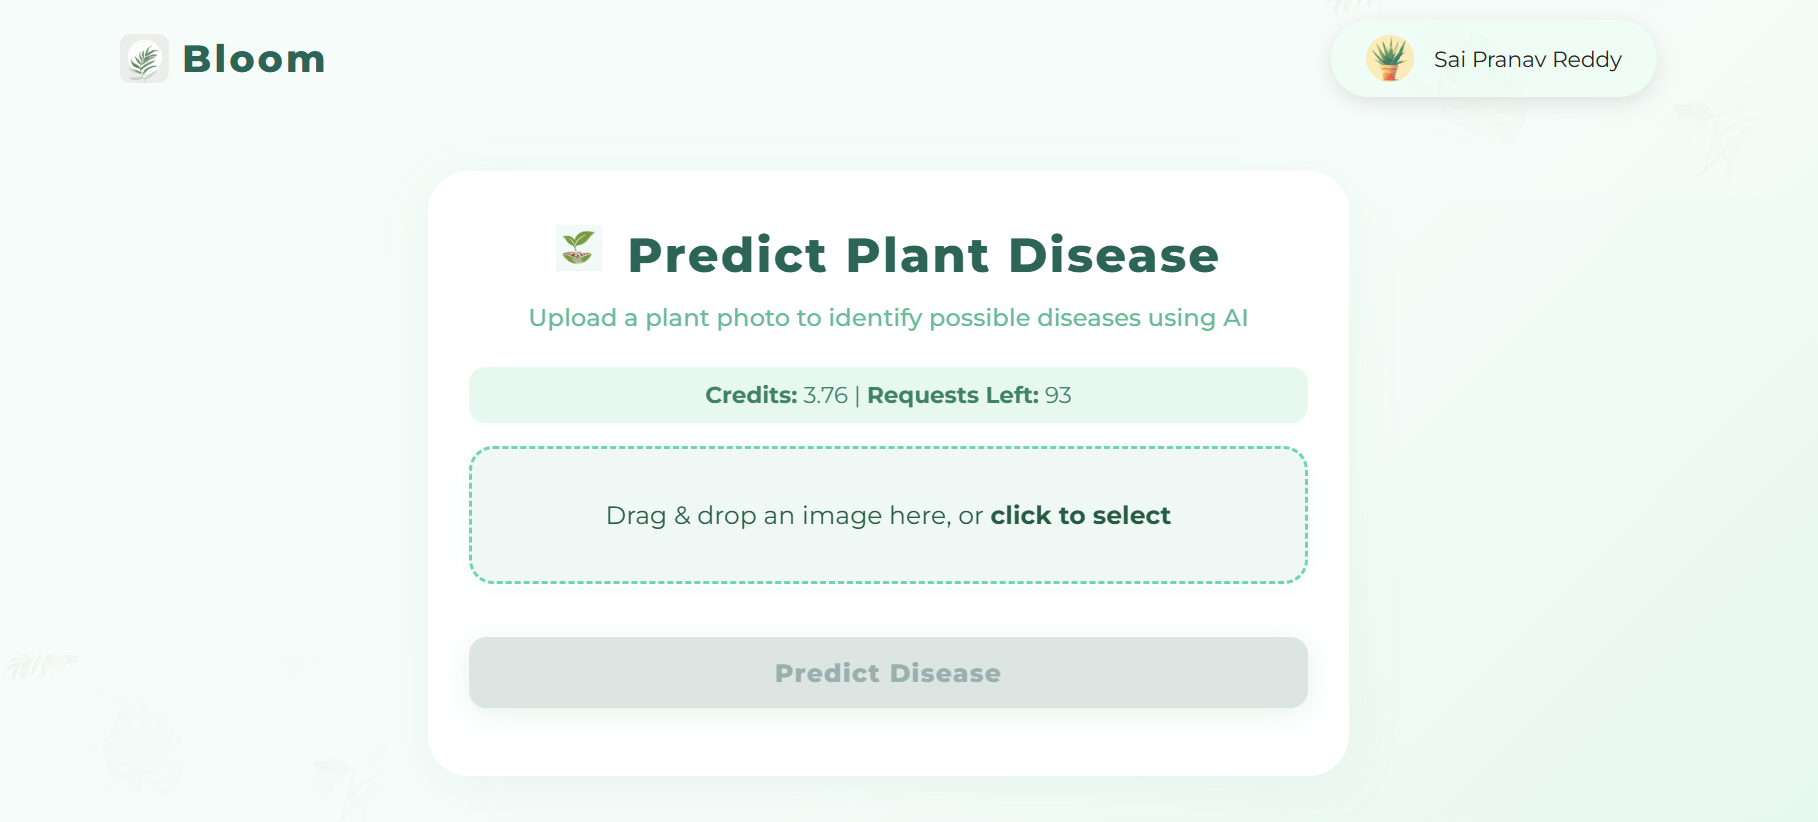 Bloom
Sai Pranav Reddy
Predict Plant Disease
Upload a plant photo to identify possible diseases using AI
Credits: 3.76 | Requests Left: 93
Drag & drop an image here, or click to select
Predict Disease